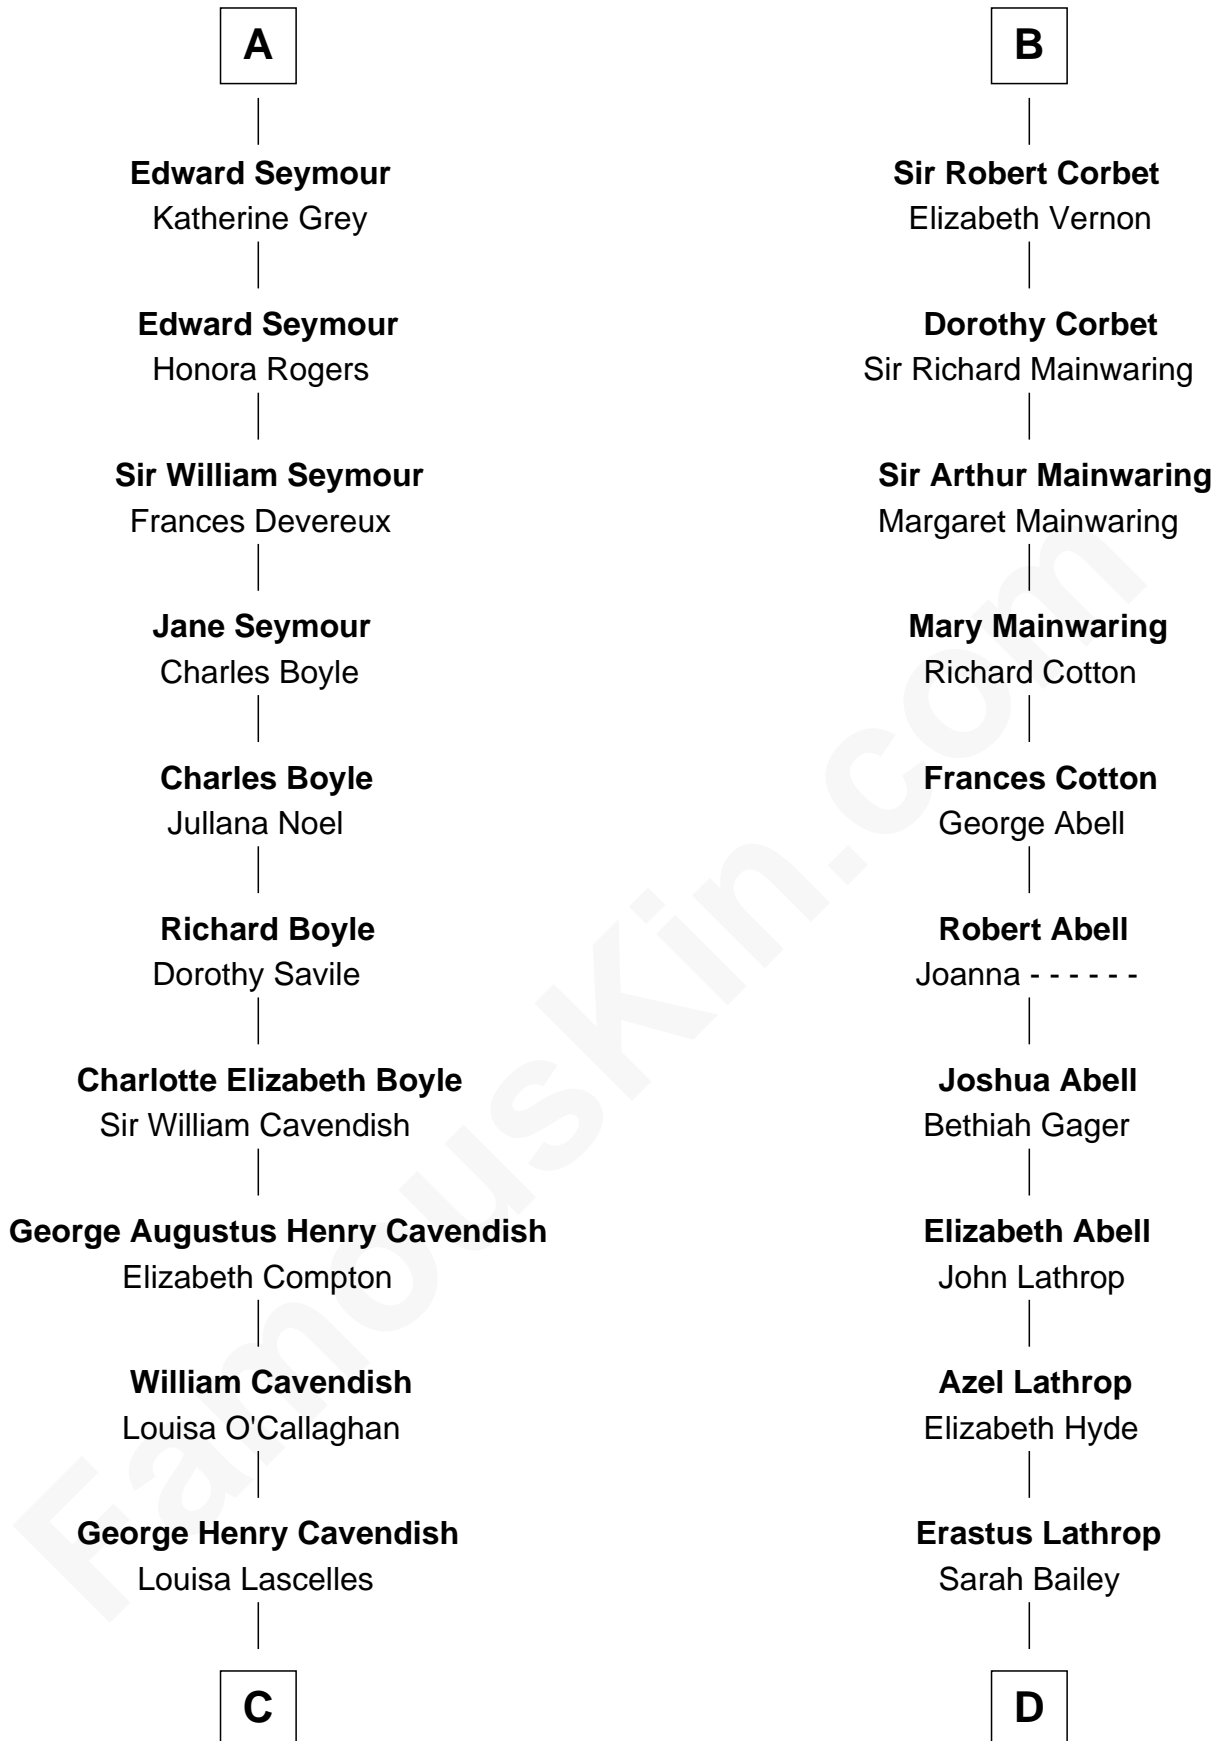 A
Edward Seymour
Katherine Grey
Edward Seymour
Honora Rogers
Sir William Seymour
Frances Devereux
Jane Seymour
Charles Boyle
Charles Boyle
Jullana Noel
Richard Boyle
Dorothy Savile
Charlotte Elizabeth Boyle
Sir William Cavendish
George Augustus Henry Cavendish
Elizabeth Compton
William Cavendish
Louisa O'Callaghan
George Henry Cavendish
Louisa Lascelles
C
B
Sir Robert Corbet
Elizabeth Vernon
Dorothy Corbet
Sir Richard Mainwaring
Sir Arthur Mainwaring
Margaret Mainwaring
Mary Mainwaring
Richard Cotton
Frances Cotton
George Abell
Robert Abell
Joanna - - - - - -
Joshua Abell
Bethiah Gager
Elizabeth Abell
John Lathrop
Azel Lathrop
Elizabeth Hyde
Erastus Lathrop
Sarah Bailey
D
FamousKin.com